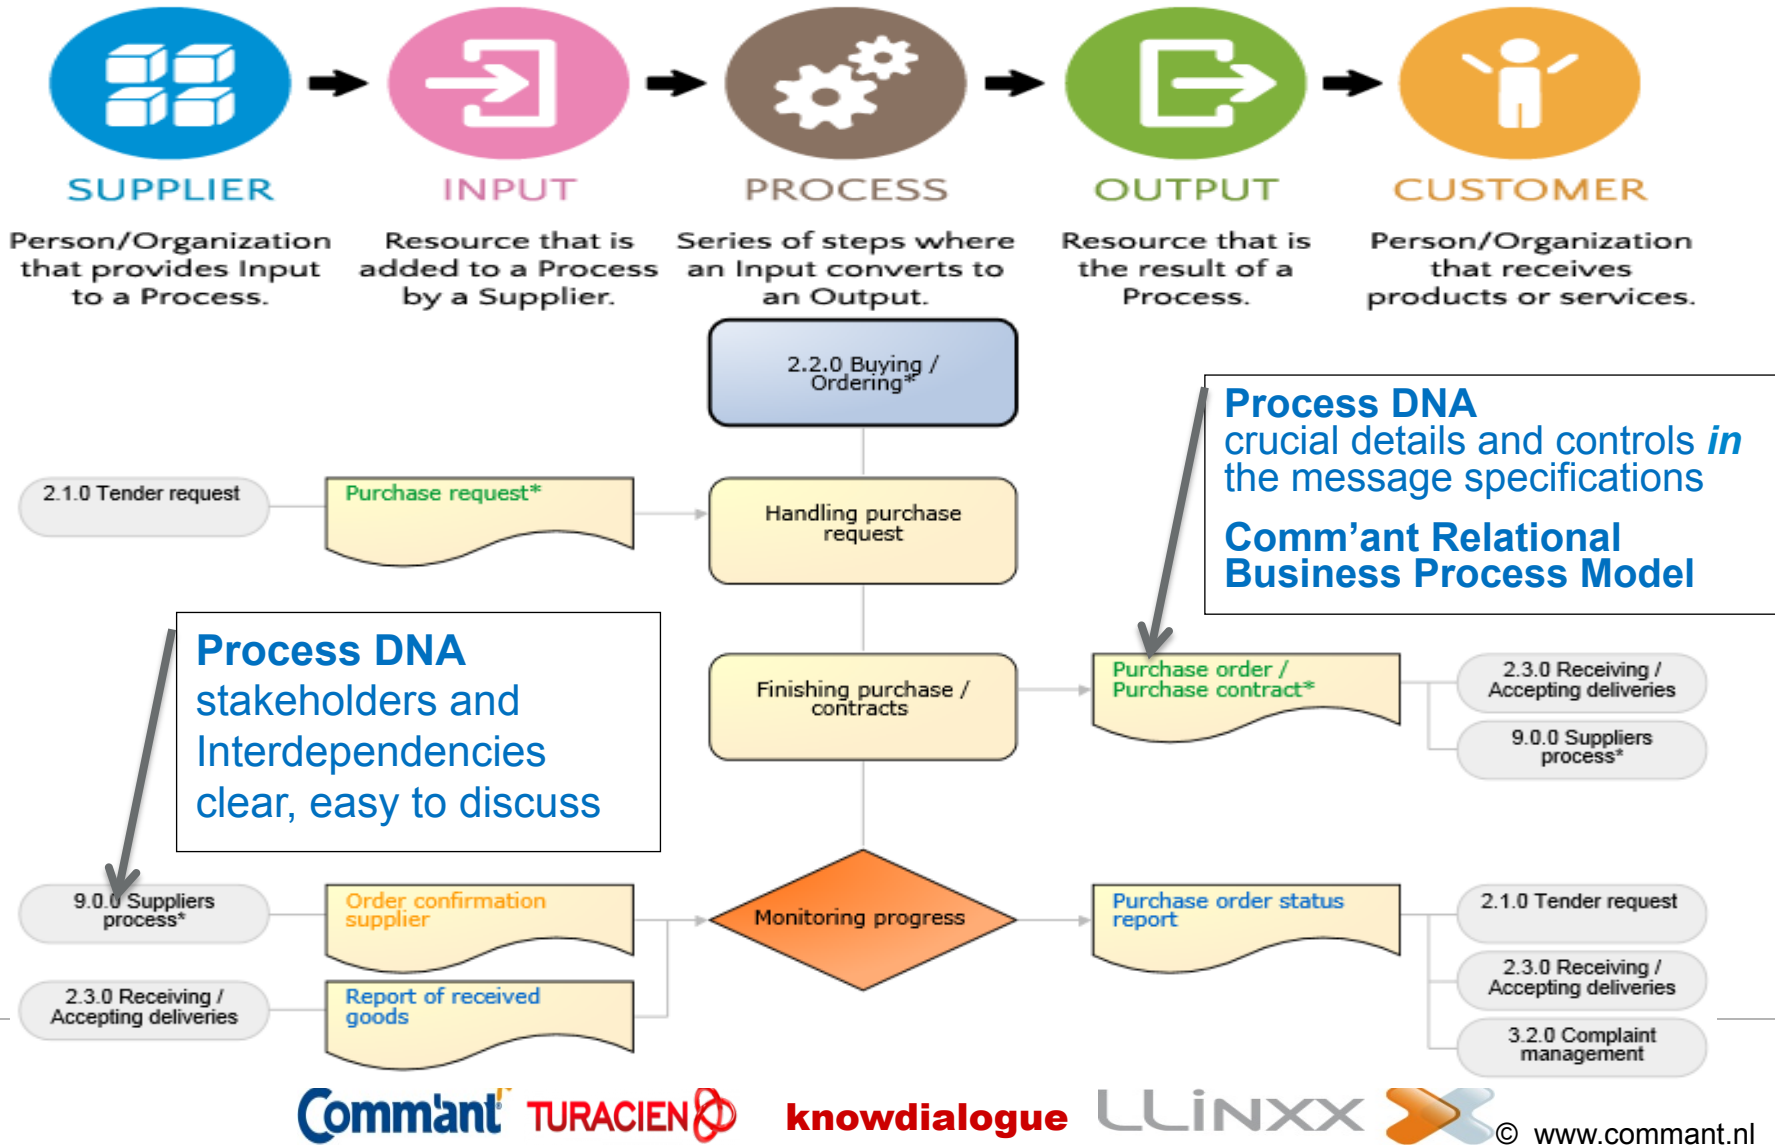 SUPPLIER
INPUT
PROCESS
OUTPUT
CUSTOMER
Person/Organization
that provides Input
to a Process.
Resource that is
added to a Process
by a Supplier.
Series of steps where
an Input converts to
an Output.
Resource that is
the result of a
Process.
Person/Organization
that receives
products or services.
2.2.0 Buying /
Ordering*
Process DNA
crucial details and controls in
the message specifications
Comm’ant Relational
Business Process Model
2.1.0 Tender request
Purchase request*
Handling purchase
request
Process DNA
stakeholders and
Interdependencies
clear, easy to discuss
Finishing purchase /
contracts
Purchase order /
Purchase contract*
2.3.0 Receiving /
Accepting deliveries
9.0.0 Suppliers
process*
9.0.0 Suppliers
process*
Order confirmation
supplier
Monitoring progress
Purchase order status
report
2.1.0 Tender request
2.3.0 Receiving /
Accepting deliveries
Report of received
goods
2.3.0 Receiving /
Accepting deliveries
3.2.0 Complaint
management
Comm'ant!
TURACIEN
knowdialogue
LLiNXX
© www.commant.nl